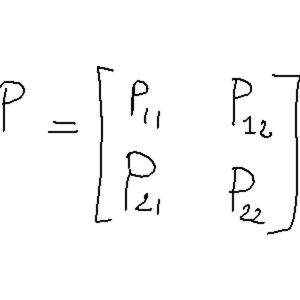 P = [ P₁₁ P₁₂
P₂₁ P₂₂ ]